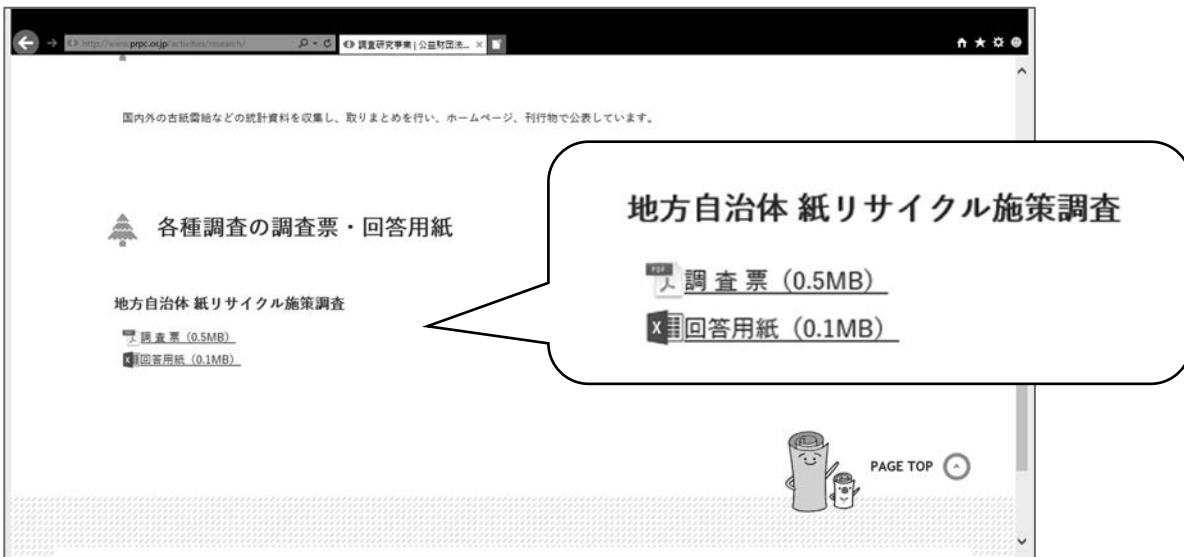 http://www.prpc.or.jp/activities/research/
調査研究事業 | 公益財団法... ×
国内外の古紙需給などの統計資料を収集し、取りまとめを行い、ホームページ、刊行物で公表しています。
各種調査の調査票・回答用紙
地方自治体 紙リサイクル施策調査
調 査 票（0.5MB）
回答用紙（0.1MB）
地方自治体 紙リサイクル施策調査
PDF
調 査 票（0.5MB）
回答用紙（0.1MB）
PAGE TOP